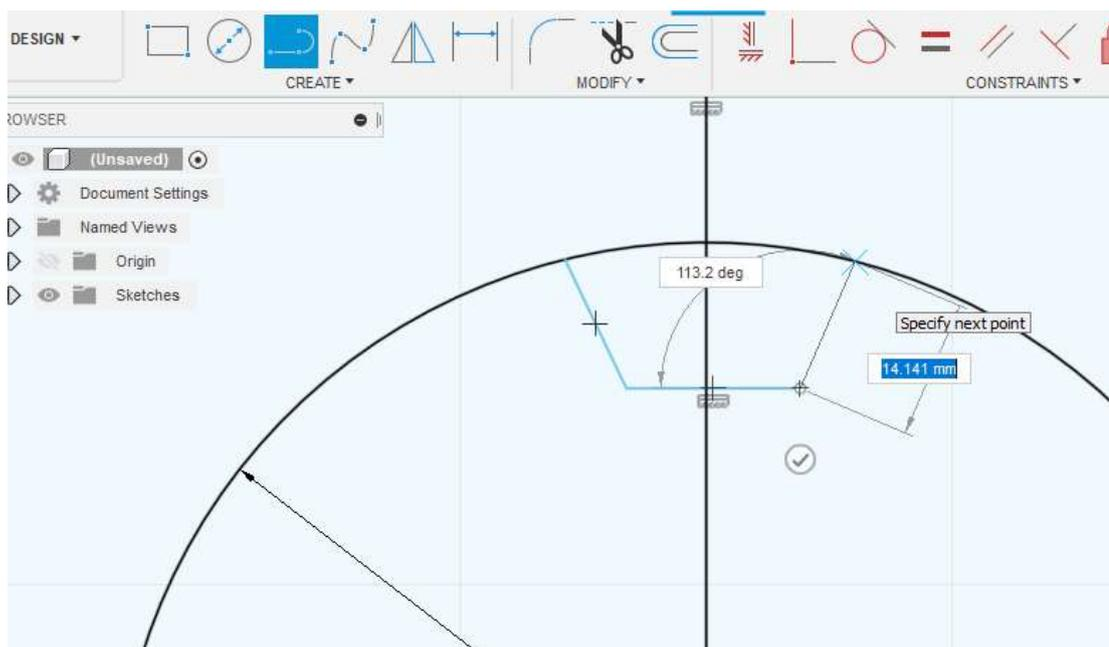 DESIGN ▾
CREATE ▾
MODIFY ▾
CONSTRAINTS ▾
ROWSER
(Unsaved)
Document Settings
Named Views
Origin
Sketches
113.2 deg
Specify next point
14.141 mm